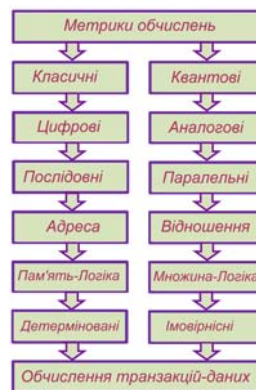 Метрики обчислень
Класичні
Квантові
Цифрові
Аналогові
Послідовні
Паралельні
Адреса
Відношення
Пам'ять-Логіка
Множина-Логіка
Детерміновані
Імовірнісні
Обчислення транзакцій-даних